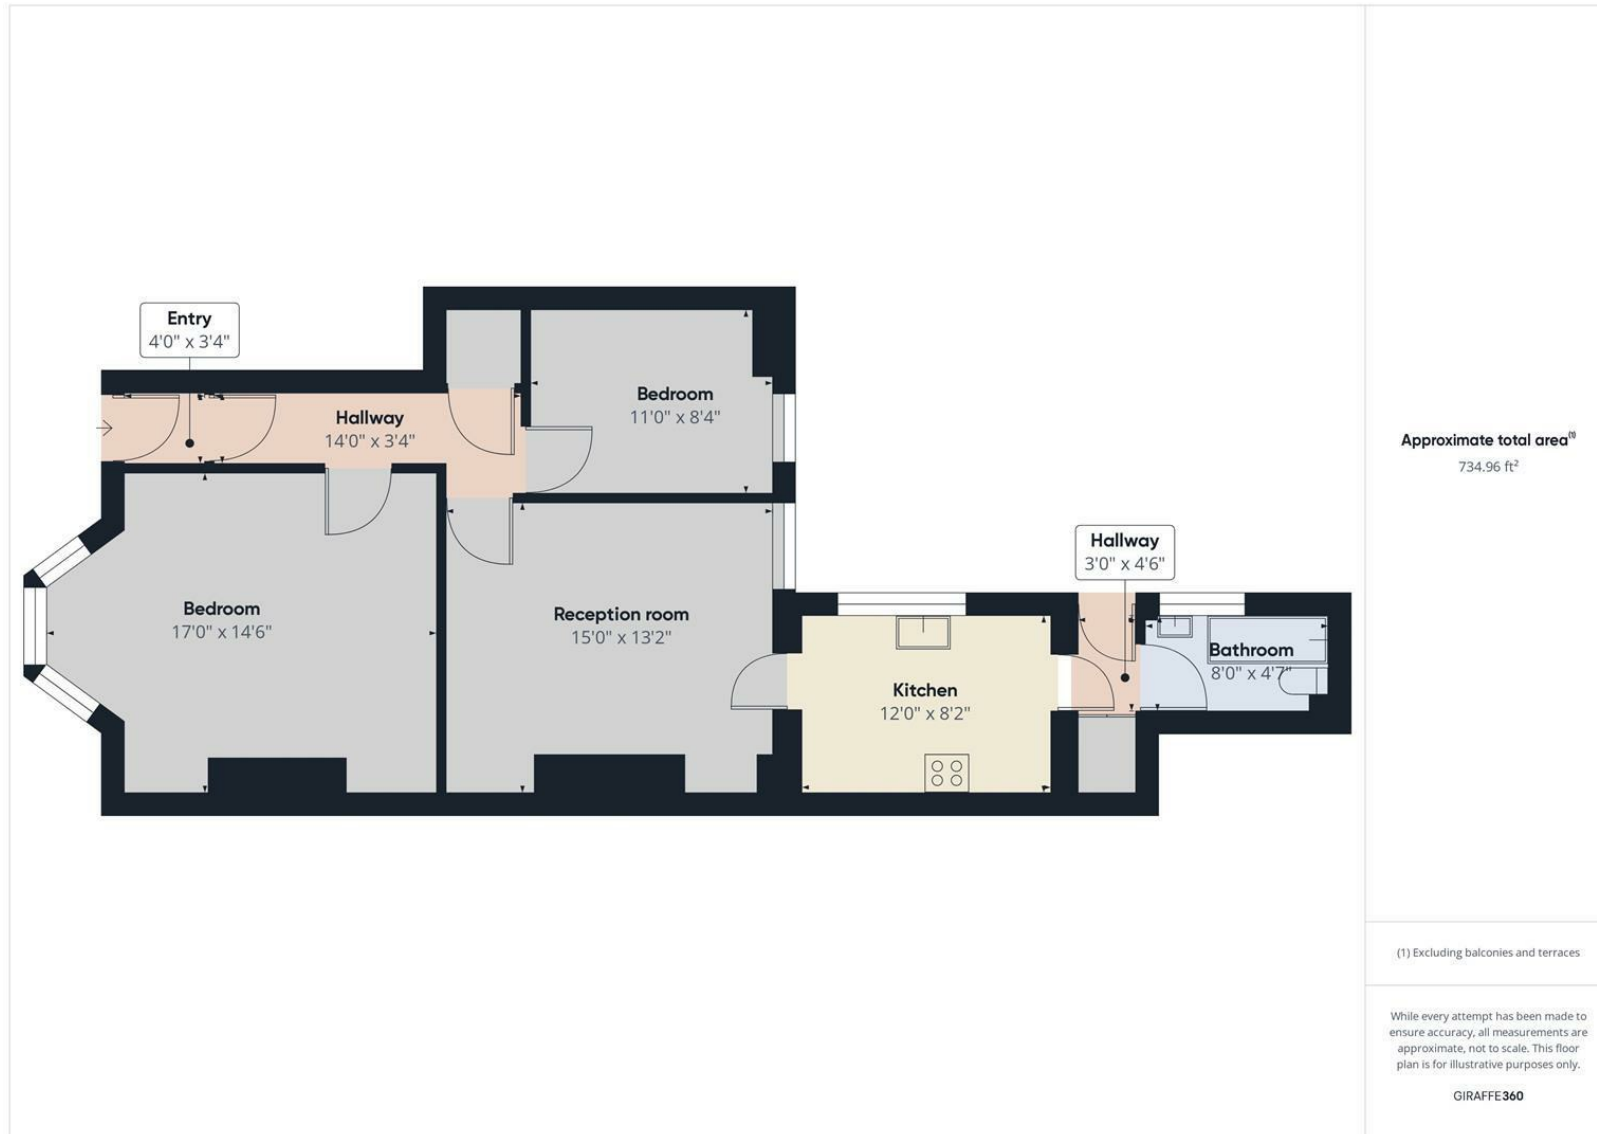 Entry
4'0" x 3'4"
Hallway
14'0" x 3'4"
Bedroom
11'0" x 8'4"
Bedroom
17'0" x 14'6"
Reception room
15'0" x 13'2"
Kitchen
12'0" x 8'2"
Hallway
3'0" x 4'6"
Bathroom
8'0" x 4'7"
Approximate total area(1)
734.96 ft²
(1) Excluding balconies and terraces
While every attempt has been made to
ensure accuracy, all measurements are
approximate, not to scale. This floor
plan is for illustrative purposes only.
GIRAFFE360